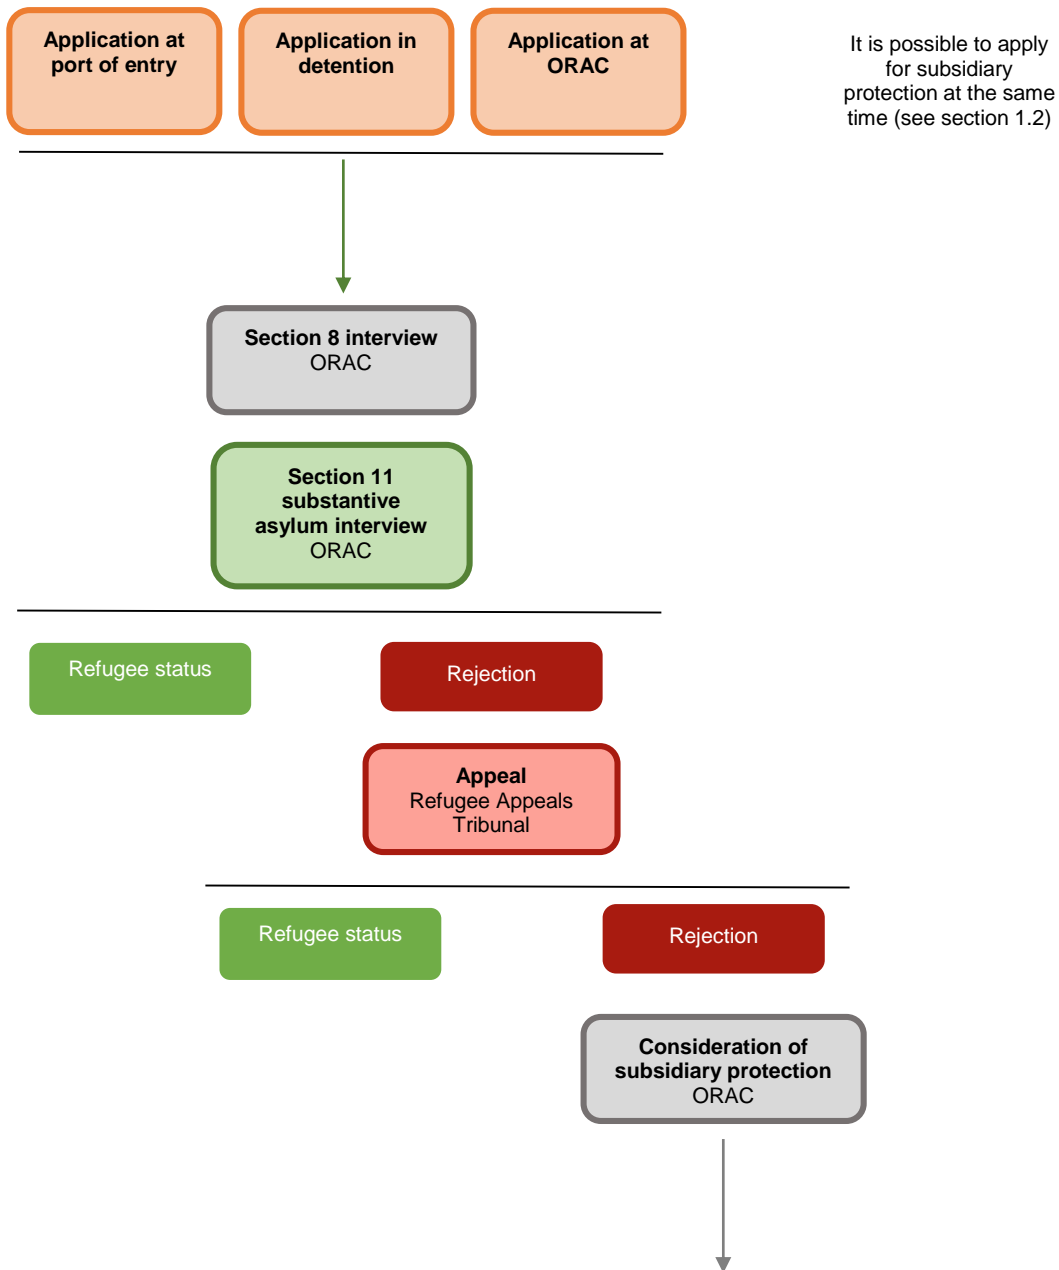 Application at
port of entry
Application in
detention
Application at
ORAC
It is possible to apply
for subsidiary
protection at the same
time (see section 1.2)
Section 8 interview
ORAC
Section 11
substantive
asylum interview
ORAC
Refugee status
Rejection
Appeal
Refugee Appeals
Tribunal
Refugee status
Rejection
Consideration of
subsidiary protection
ORAC